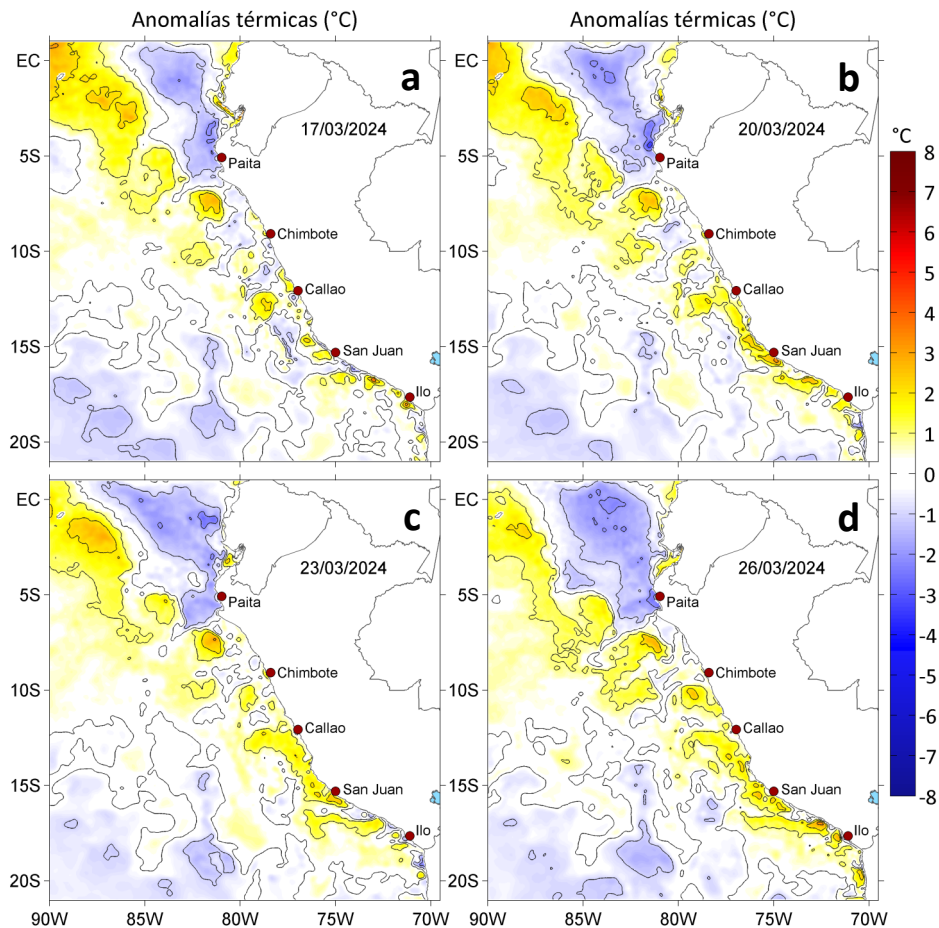 Anomalías térmicas (°C)
Anomalías térmicas (°C)
a
17/03/2024
EC
5S
10S
15S
20S
Paita
Chimbote
Callao
San Juan
Ilo
b
20/03/2024
EC
5S
10S
15S
20S
Paita
Chimbote
Callao
San Juan
Ilo
°C
8
7
6
5
4
3
2
1
0
-1
-2
-3
-4
-5
-6
-7
-8
c
23/03/2024
EC
5S
10S
15S
20S
Paita
Chimbote
Callao
San Juan
Ilo
90W
85W
80W
75W
70W
d
26/03/2024
EC
5S
10S
15S
20S
Paita
Chimbote
Callao
San Juan
Ilo
90W
85W
80W
75W
70W